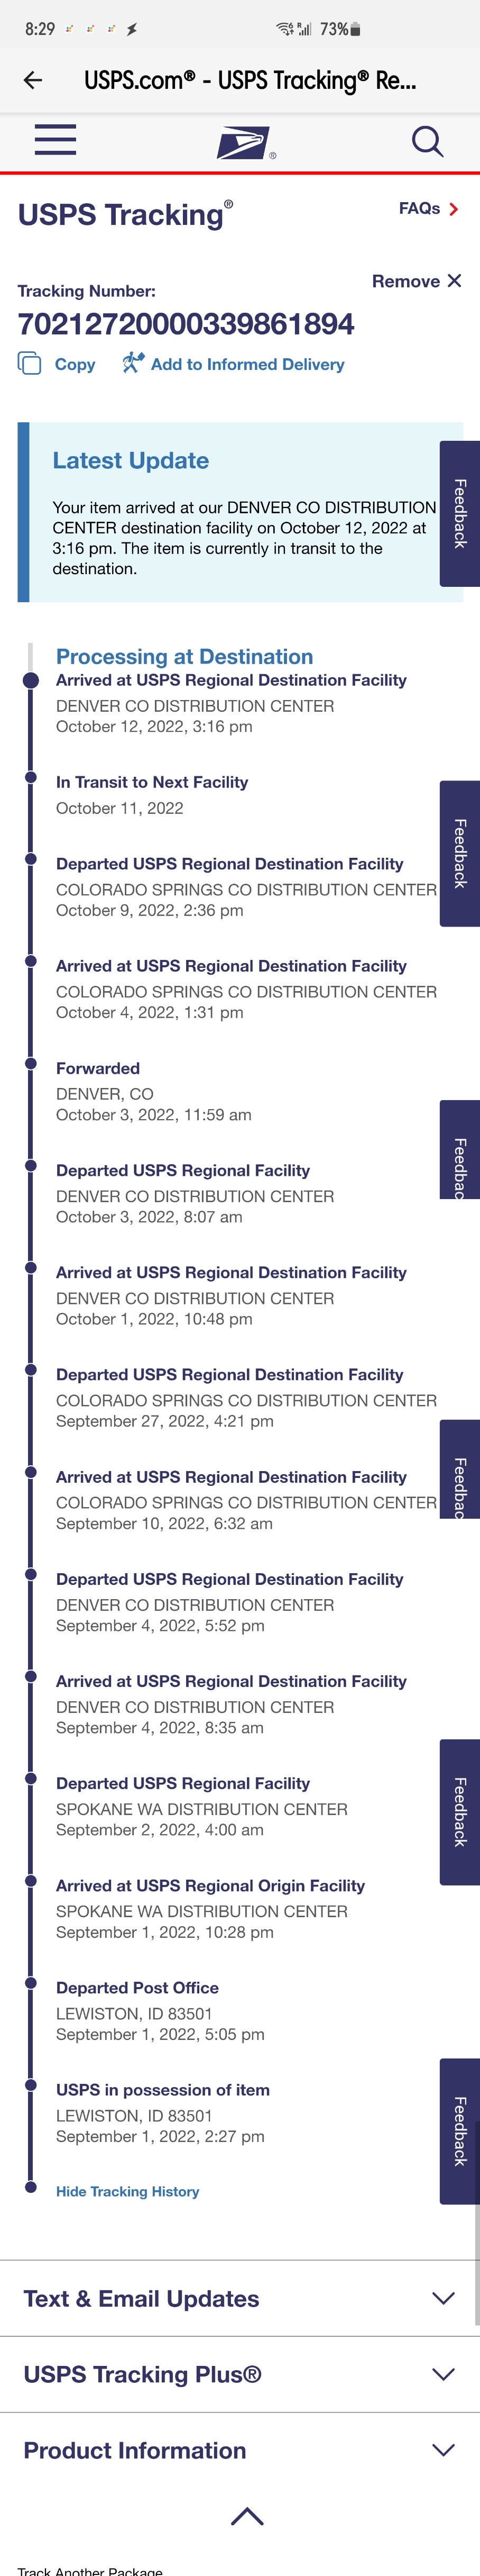 8:29
73%
USPS.com® - USPS Tracking® Re...
®
USPS Tracking®
FAQs
Remove
Tracking Number:
70212720000339861894
Copy
Add to Informed Delivery
Latest Update
Your item arrived at our DENVER CO DISTRIBUTION
CENTER destination facility on October 12, 2022 at
3:16 pm. The item is currently in transit to the
destination.
Feedback
Processing at Destination
Arrived at USPS Regional Destination Facility
DENVER CO DISTRIBUTION CENTER
October 12, 2022, 3:16 pm
In Transit to Next Facility
October 11, 2022
Feedback
Departed USPS Regional Destination Facility
COLORADO SPRINGS CO DISTRIBUTION CENTER
October 9, 2022, 2:36 pm
Arrived at USPS Regional Destination Facility
COLORADO SPRINGS CO DISTRIBUTION CENTER
October 4, 2022, 1:31 pm
Forwarded
DENVER, CO
October 3, 2022, 11:59 am
Feedbac
Departed USPS Regional Facility
DENVER CO DISTRIBUTION CENTER
October 3, 2022, 8:07 am
Arrived at USPS Regional Destination Facility
DENVER CO DISTRIBUTION CENTER
October 1, 2022, 10:48 pm
Departed USPS Regional Destination Facility
COLORADO SPRINGS CO DISTRIBUTION CENTER
September 27, 2022, 4:21 pm
Feedbac
Arrived at USPS Regional Destination Facility
COLORADO SPRINGS CO DISTRIBUTION CENTER
September 10, 2022, 6:32 am
Departed USPS Regional Destination Facility
DENVER CO DISTRIBUTION CENTER
September 4, 2022, 5:52 pm
Arrived at USPS Regional Destination Facility
DENVER CO DISTRIBUTION CENTER
September 4, 2022, 8:35 am
Departed USPS Regional Facility
SPOKANE WA DISTRIBUTION CENTER
September 2, 2022, 4:00 am
Feedback
Arrived at USPS Regional Origin Facility
SPOKANE WA DISTRIBUTION CENTER
September 1, 2022, 10:28 pm
Departed Post Office
LEWISTON, ID 83501
September 1, 2022, 5:05 pm
USPS in possession of item
LEWISTON, ID 83501
September 1, 2022, 2:27 pm
Feedback
Hide Tracking History
Text & Email Updates
USPS Tracking Plus®
Product Information
Track Another Package